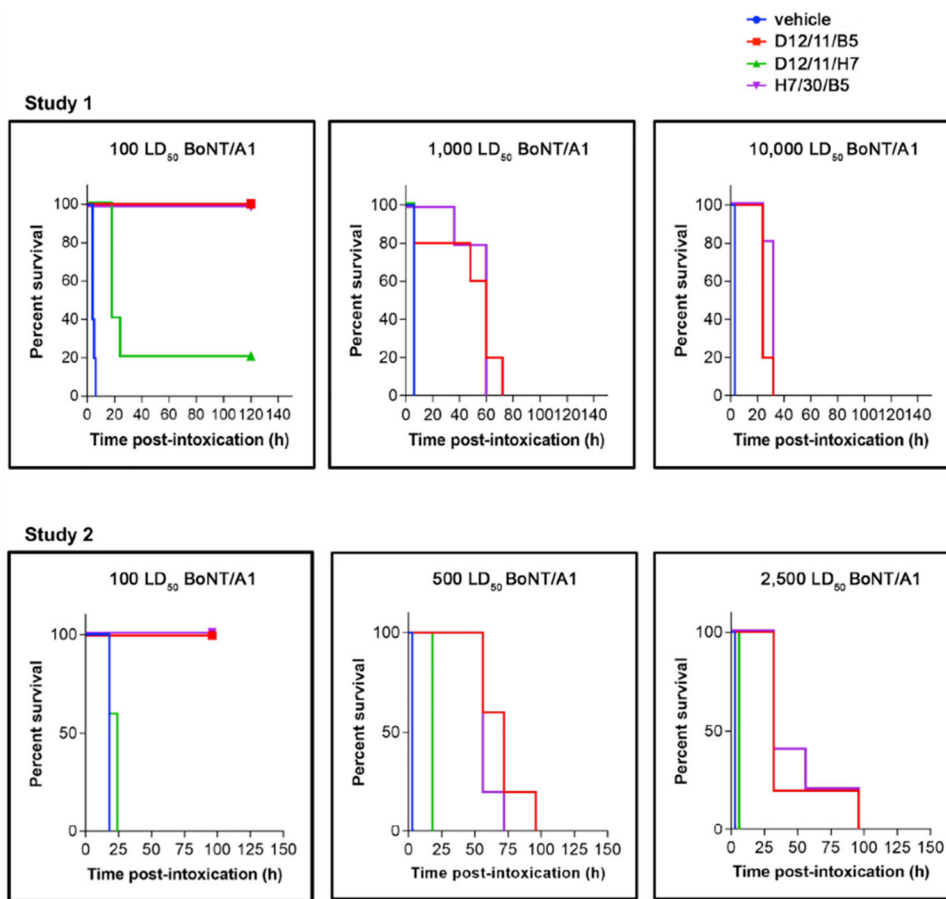 vehicle
D12/11/B5
D12/11/H7
H7/30/B5
Study 1
100 LD50 BoNT/A1
1,000 LD50 BoNT/A1
10,000 LD50 BoNT/A1
Percent survival
100
80
60
40
20
0
0 20 40 60 80 100 120 140
Time post-intoxication (h)
Percent survival
100
80
60
40
20
0
0 20 40 60 80 100 120 140
Time post-intoxication (h)
Percent survival
100
80
60
40
20
0
0 20 40 60 80 100 120 140
Time post-intoxication (h)
Study 2
100 LD50 BoNT/A1
500 LD50 BoNT/A1
2,500 LD50 BoNT/A1
Percent survival
100
50
0
0 25 50 75 100 125 150
Time post-intoxication (h)
Percent survival
100
50
0
0 25 50 75 100 125 150
Time post-intoxication (h)
Percent survival
100
50
0
0 25 50 75 100 125 150
Time post-intoxication (h)